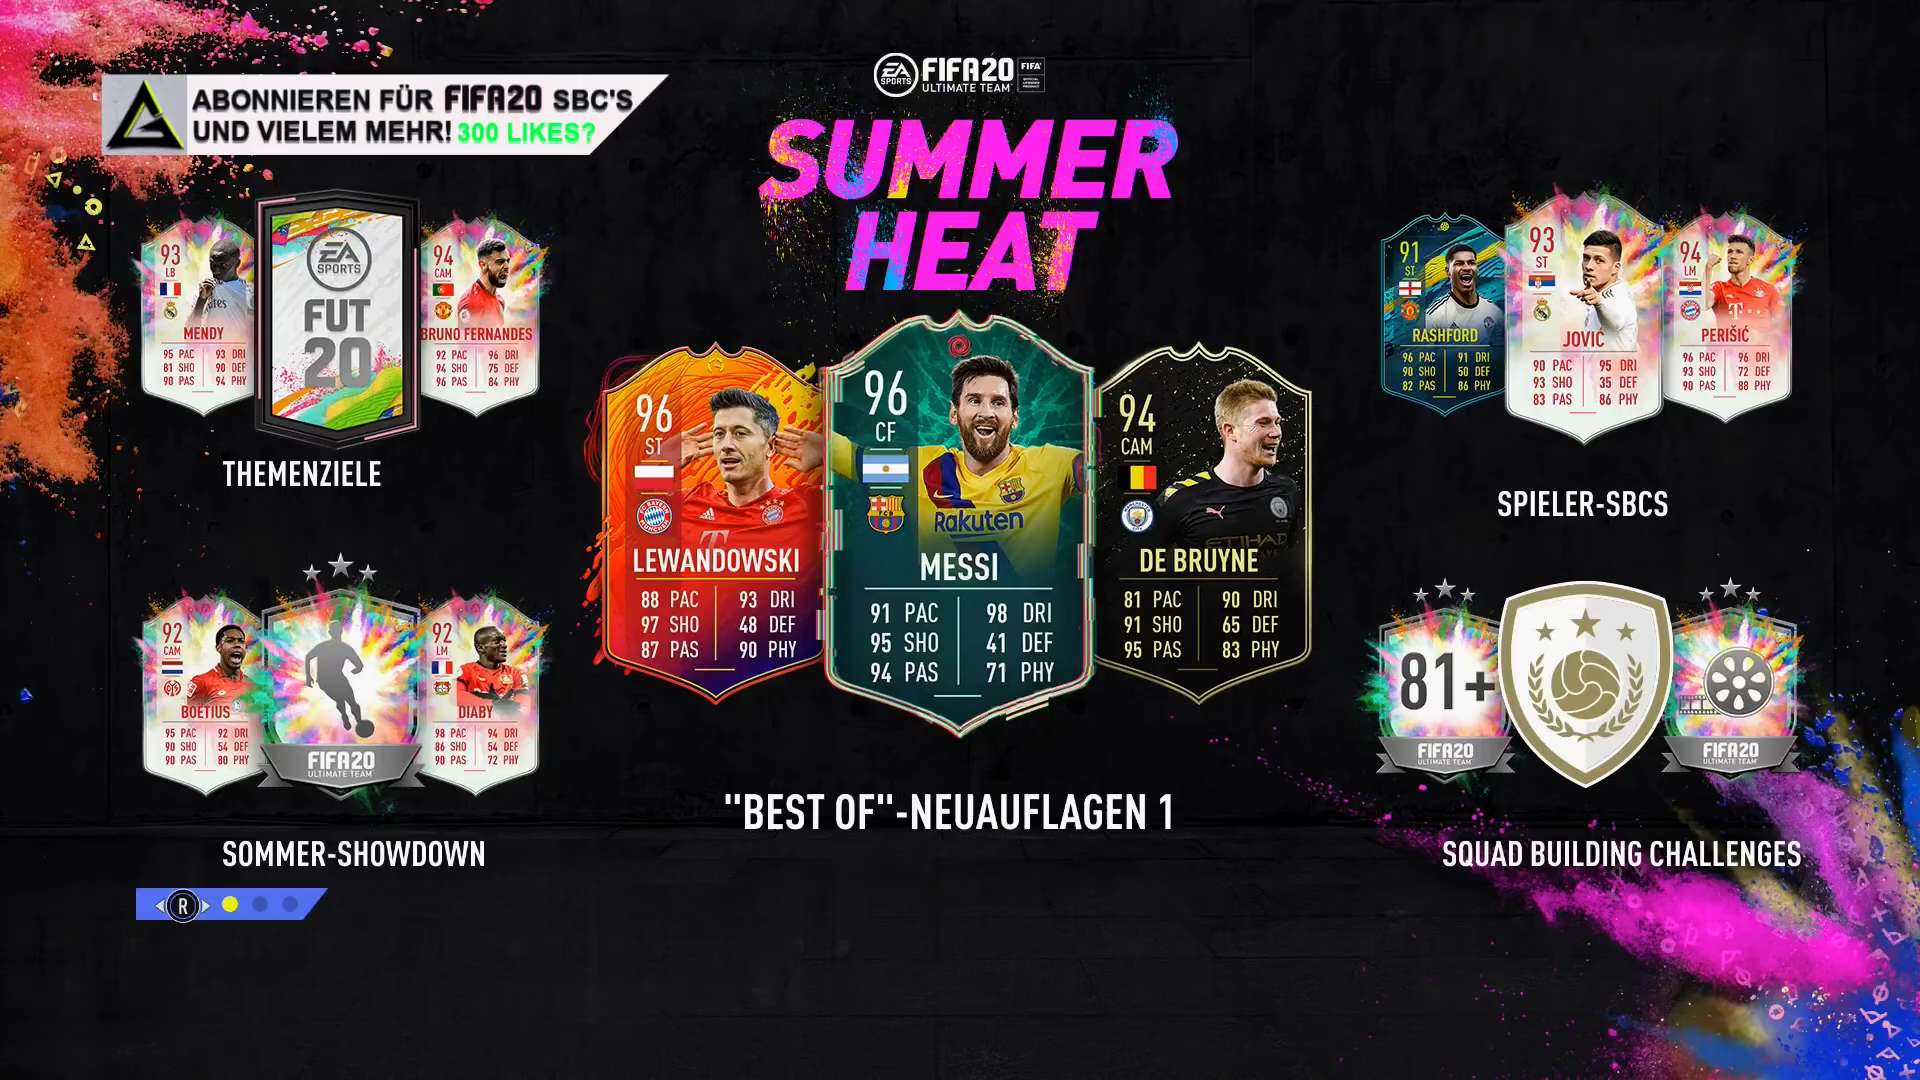 EA SPORTS FIFA20 FIFA
ULTIMATE TEAM
OFFICIAL LICENSED PRODUCT
SUMMER
HEAT
ABONNIEREN FÜR FIFA20 SBC'S
UND VIELEM MEHR! 300 LIKES?
93
LB
MENDY
95 PAC 93 DRI
81 SHO 90 DEF
90 PAS 94 PHY
EA
SPORTS
FUT
20
94
CAM
BRUNO FERNANDES
92 PAC 96 DRI
94 SHO 75 DEF
96 PAS 84 PHY
THEMENZIELE
96
ST
LEWANDOWSKI
88 PAC 93 DRI
97 SHO 48 DEF
87 PAS 90 PHY
96
CF
Rakuten
MESSI
91 PAC 98 DRI
95 SHO 41 DEF
94 PAS 71 PHY
94
CAM
ETIHAD
DE BRUYNE
81 PAC 90 DRI
91 SHO 65 DEF
95 PAS 83 PHY
"BEST OF"-NEUAUFLAGEN 1
91
ST
RASHFORD
96 PAC 91 DRI
90 SHO 50 DEF
82 PAS 86 PHY
93
ST
JOVIĆ
90 PAC 95 DRI
93 SHO 35 DEF
83 PAS 86 PHY
94
LM
PERIŠIĆ
96 PAC 96 DRI
93 SHO 72 DEF
90 PAS 88 PHY
SPIELER-SBCS
92
CAM
BOETIUS
95 PAC 92 DRI
90 SHO 54 DEF
90 PAS 80 PHY
FIFA20
ULTIMATE TEAM
92
LM
DIABY
98 PAC 94 DRI
86 SHO 54 DEF
90 PAS 72 PHY
SOMMER-SHOWDOWN
81+
FIFA20
ULTIMATE TEAM
FIFA20
ULTIMATE TEAM
SQUAD BUILDING CHALLENGES
R